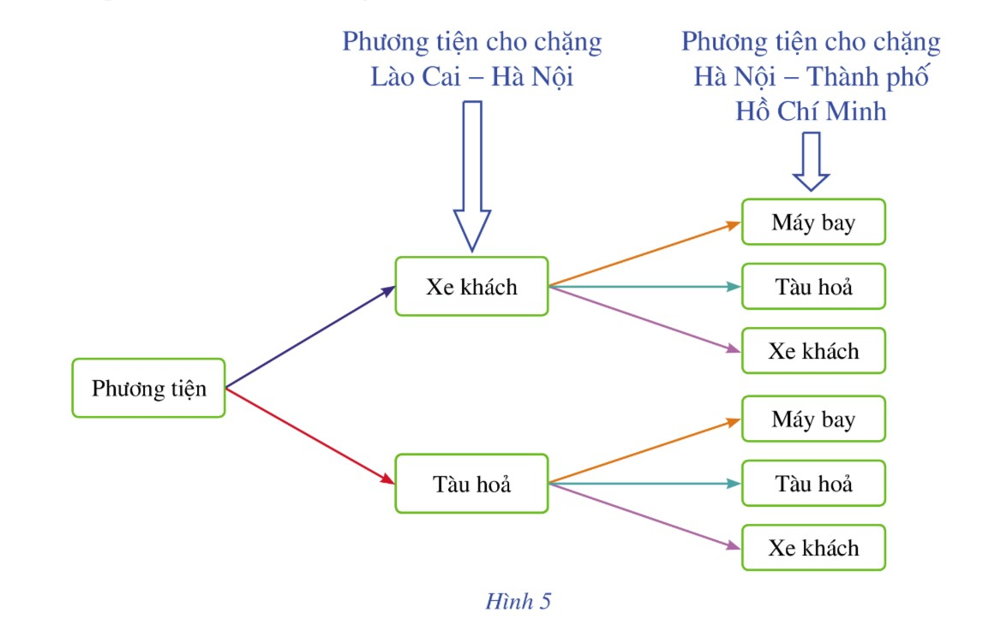 Phương tiện cho chặng
Lào Cai – Hà Nội
Phương tiện cho chặng
Hà Nội – Thành phố
Hồ Chí Minh
Máy bay
Xe khách
Tàu hoả
Xe khách
Phương tiện
Máy bay
Tàu hoả
Tàu hoả
Xe khách
Hình 5